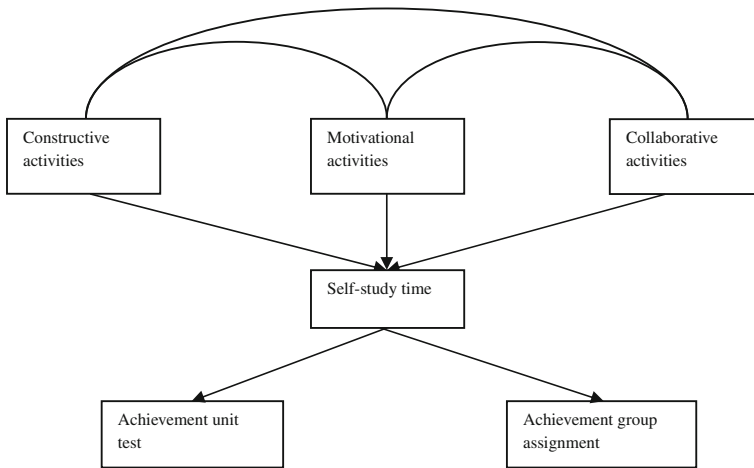 Constructive
activities
Motivational
activities
Collaborative
activities
Self-study time
Achievement unit
test
Achievement group
assignment